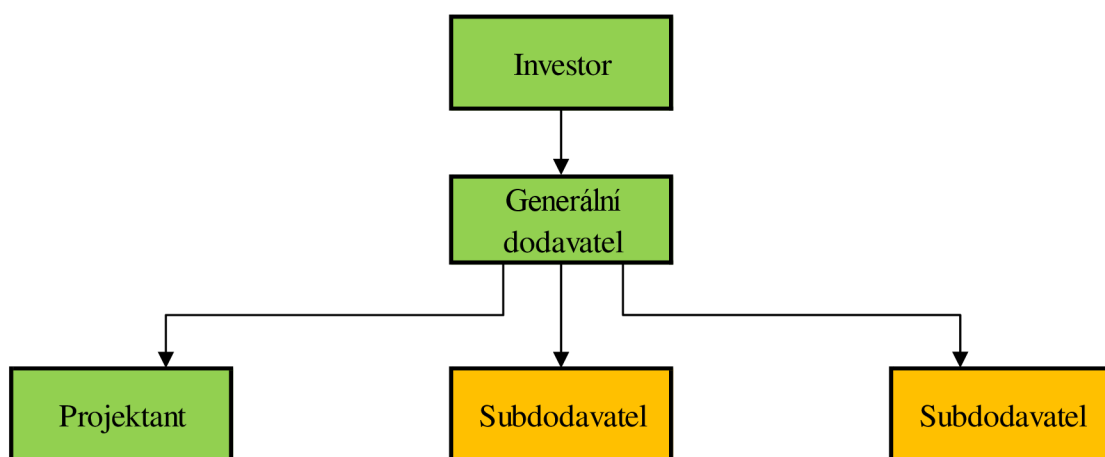 Investor
Generální
dodavatel
Projektant
Subdodavatel
Subdodavatel